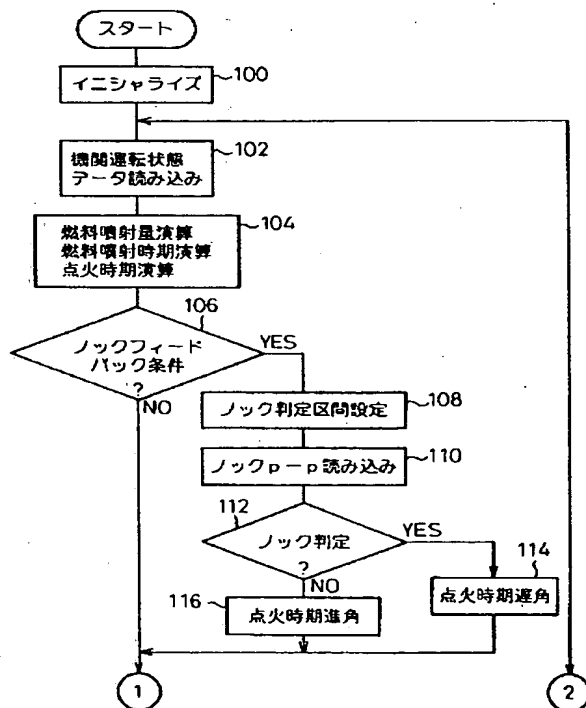 スタート
イニシャライズ
100
機関運転状態
データ読み込み
102
燃料噴射量演算
燃料噴射時期演算
点火時期演算
104
106
ノックフィード
バック条件
?
YES
NO
ノック判定区間設定
108
ノックp-p読み込み
110
112
ノック判定
?
YES
NO
114
点火時期遅角
116
点火時期進角
1
2